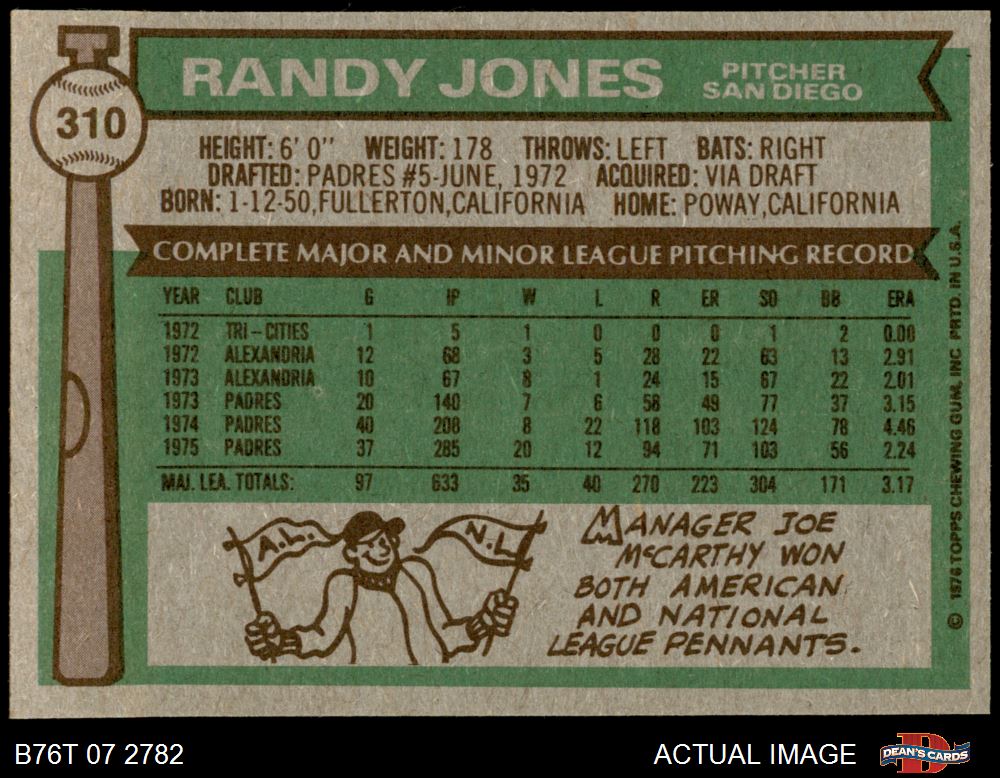 310
RANDY JONES
PITCHER
SAN DIEGO
HEIGHT: 6' 0" WEIGHT: 178 THROWS: LEFT BATS: RIGHT
DRAFTED: PADRES #5-JUNE, 1972 ACQUIRED: VIA DRAFT
BORN: 1-12-50, FULLERTON, CALIFORNIA HOME: POWAY, CALIFORNIA
COMPLETE MAJOR AND MINOR LEAGUE PITCHING RECORD
YEAR CLUB G IP W L R ER SO BB ERA
1972 TRI-CITIES 1 5 1 0 0 0 1 2 0.00
1972 ALEXANDRIA 12 68 3 5 28 22 63 13 2.91
1973 ALEXANDRIA 10 67 8 1 24 15 67 22 2.01
1973 PADRES 20 140 7 6 58 49 77 37 3.15
1974 PADRES 40 208 8 22 118 103 124 78 4.46
1975 PADRES 37 285 20 12 94 71 103 56 2.24
MAJ. LEA. TOTALS: 97 633 35 40 270 223 304 171 3.17
A.L.
N.L.
MANAGER JOE
McCARTHY WON
BOTH AMERICAN
AND NATIONAL
LEAGUE PENNANTS.
© 1976 TOPPS CHEWING GUM, INC. PRTD. IN U.S.A.
B76T 07 2782
ACTUAL IMAGE
D
DEAN'S CARDS